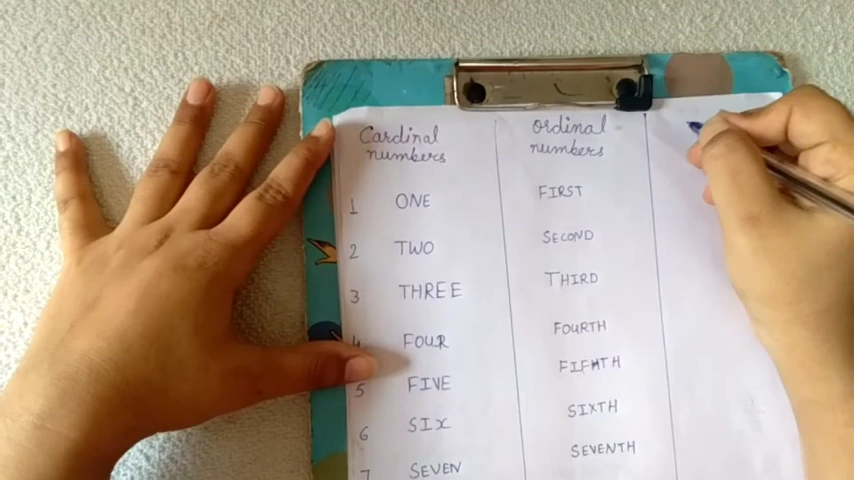 Cardinal numbers
Ordinal numbers
1 ONE FIRST
2 TWO SECOND
3 THREE THIRD
4 FOUR FOURTH
5 FIVE FIFTH
6 SIX SIXTH
7 SEVEN SEVENTH